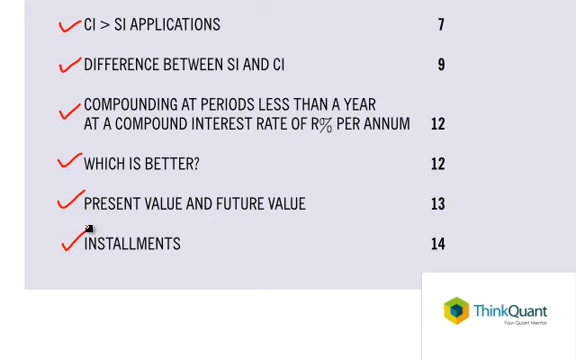 CI > SI APPLICATIONS 7
DIFFERENCE BETWEEN SI AND CI 9
COMPOUNDING AT PERIODS LESS THAN A YEAR
AT A COMPOUND INTEREST RATE OF R% PER ANNUM 12
WHICH IS BETTER? 12
PRESENT VALUE AND FUTURE VALUE 13
INSTALLMENTS 14
ThinkQuant
Your Quant Mentor